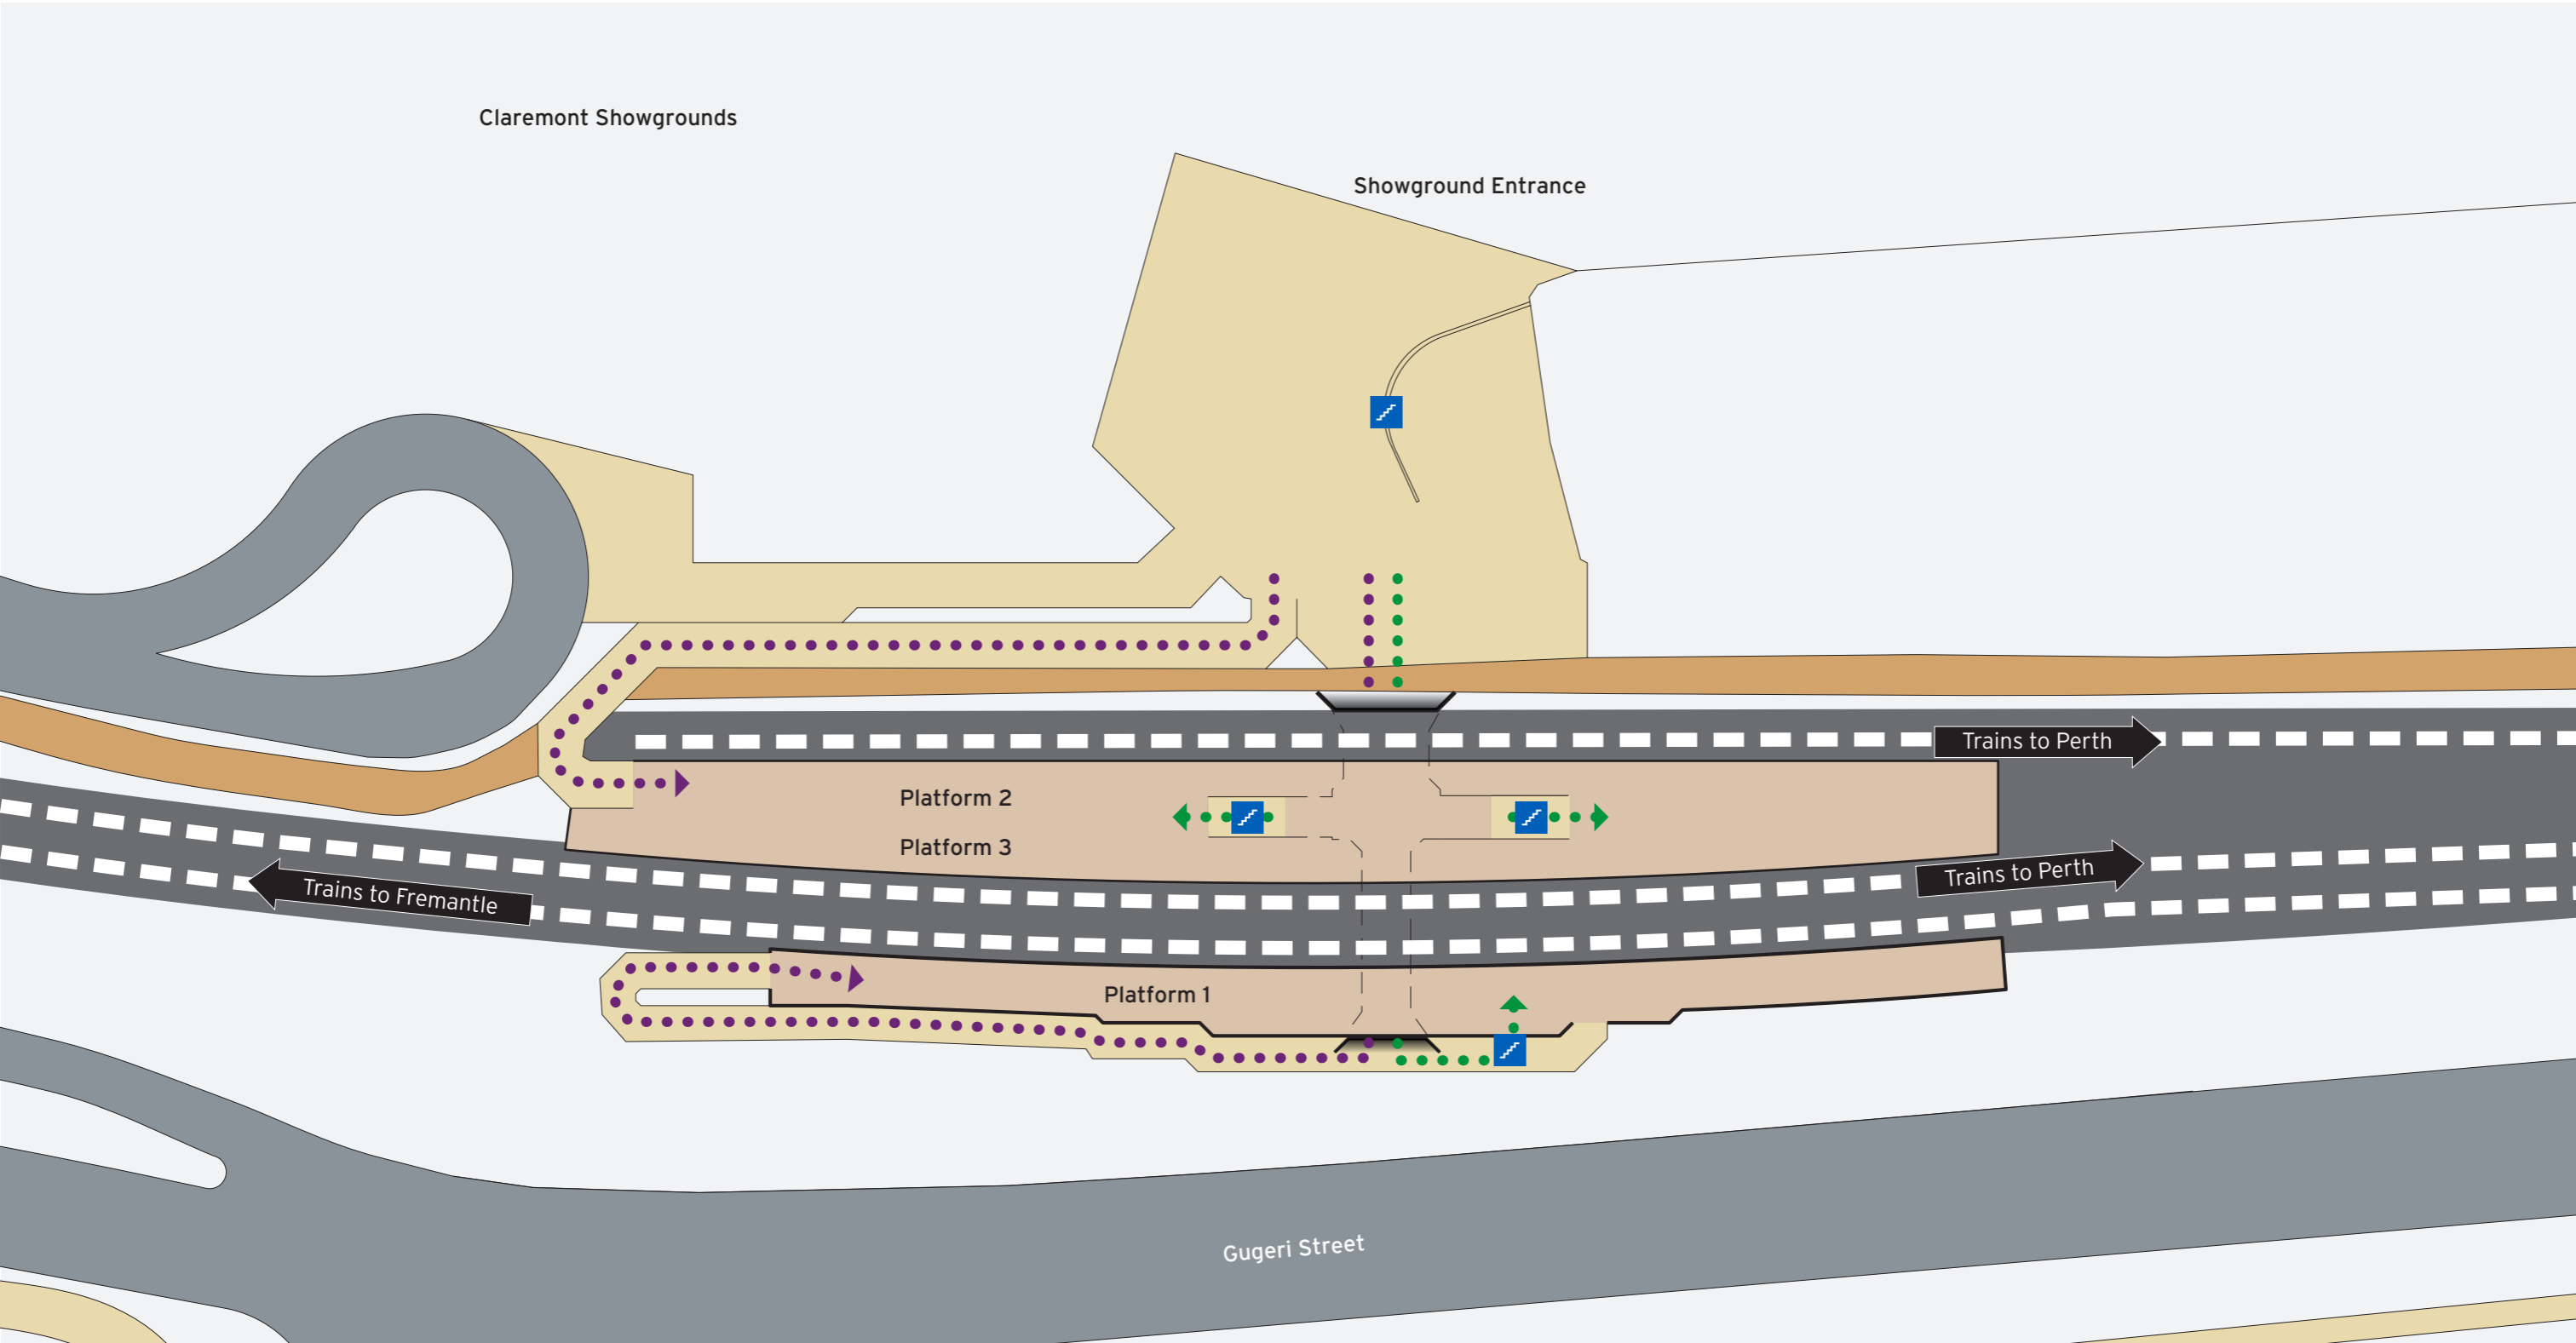 Claremont Showgrounds
Showground Entrance
Trains to Perth
Platform 2
Platform 3
Trains to Perth
Trains to Fremantle
Platform 1
Gugeri Street